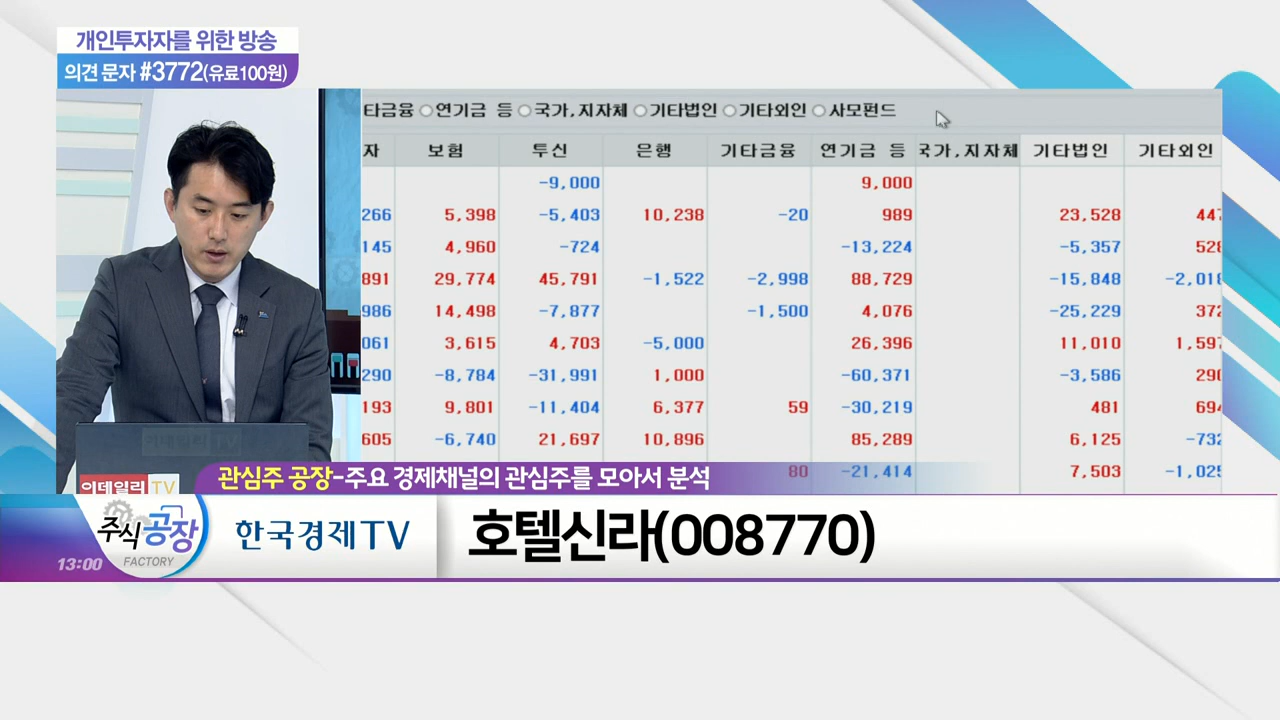 개인투자자를 위한 방송
의견 문자 #3772(유료100원)
타금융 연기금 등 국가,지자체 기타법인 기타외인 사모펀드
자 보험 투신 은행 기타금융 연기금 등 국가,지자체 기타법인 기타외인
-9,000 9,000
266 5,398 -5,403 10,238 -20 989 23,528 447
145 4,960 -724 -13,224 -5,357 528
891 29,774 45,791 -1,522 -2,998 88,729 -15,848 -2,018
986 14,498 -7,877 -1,500 4,076 -25,229 372
061 3,615 4,703 -5,000 26,396 11,010 1,597
290 -8,784 -31,991 1,000 -60,371 -3,586 290
193 9,801 -11,404 6,377 59 -30,219 481 694
605 -6,740 21,697 10,896 85,289 6,125 -732
80 -21,414 7,503 -1,025
이데일리 TV
이데일리 TV
관심주 공장-주요 경제채널의 관심주를 모아서 분석
주식공장
FACTORY
13:00
한국경제TV
호텔신라(008770)